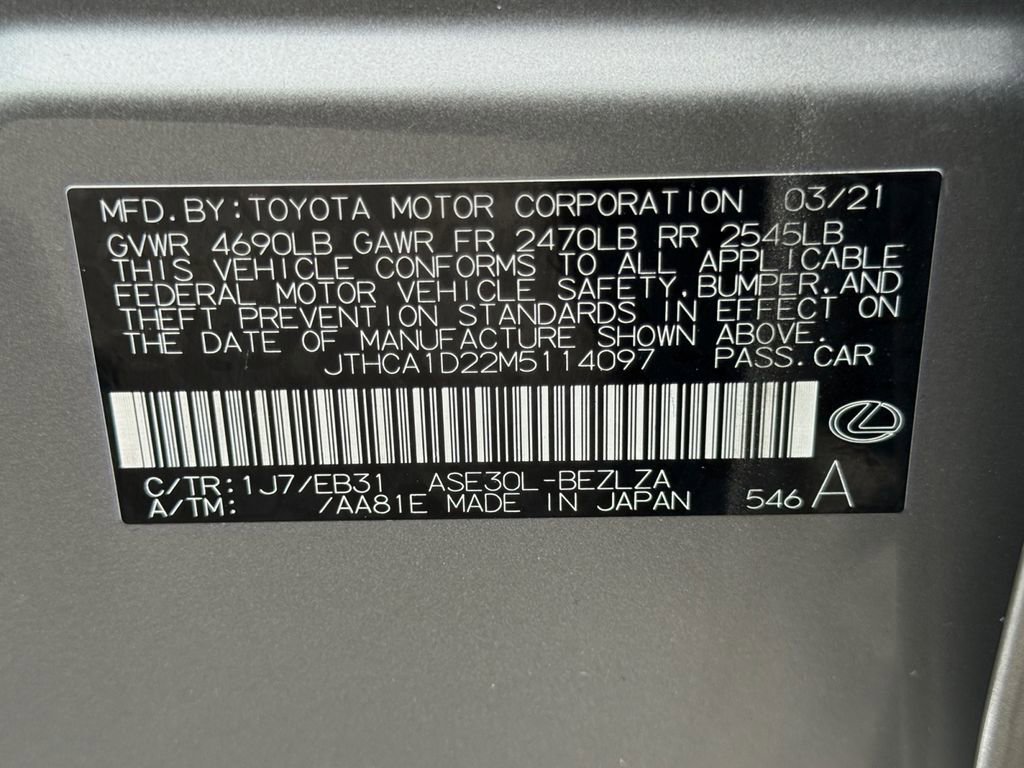 MFD.BY:TOYOTA MOTOR CORPORATION 03/21
GVWR 4690LB GAWR FR 2470LB RR 2545LB
THIS VEHICLE CONFORMS TO ALL APPLICABLE
FEDERAL MOTOR VEHICLE SAFETY,BUMPER,AND
THEFT PREVENTION STANDARDS IN EFFECT ON
THE DATE OF MANUFACTURE SHOWN ABOVE.
JTHCA1D22M5114097 PASS.CAR
C/TR:1J7/EB31 ASE30L-BEZLZA
A/TM: /AA81E MADE IN JAPAN 546 A